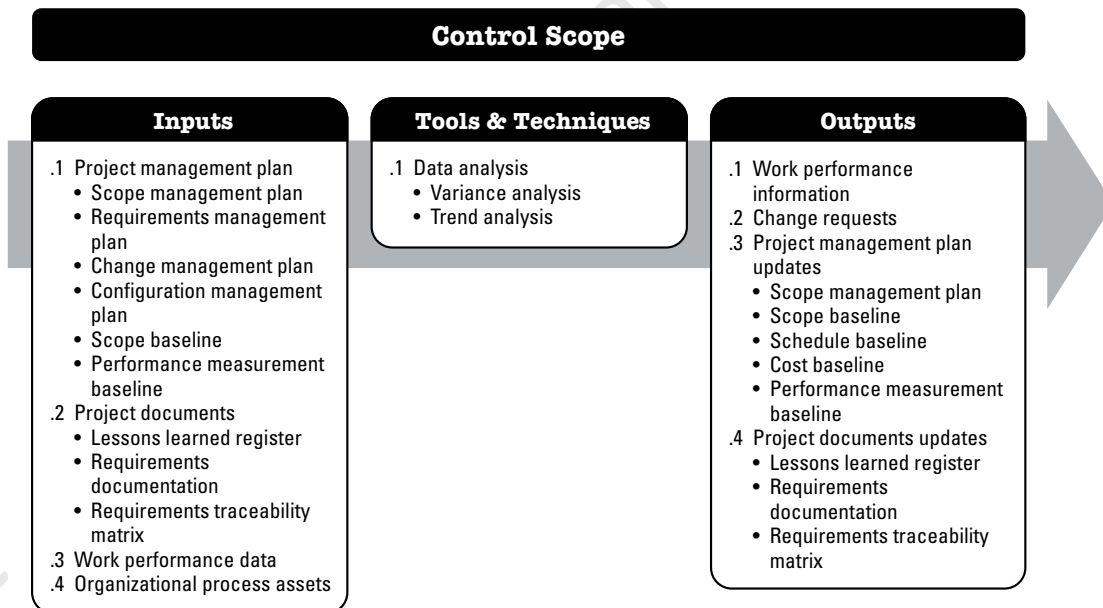 Control Scope
Inputs
.1 Project management plan
• Scope management plan
• Requirements management
plan
• Change management plan
• Configuration management
plan
• Scope baseline
• Performance measurement
baseline
.2 Project documents
• Lessons learned register
• Requirements
documentation
• Requirements traceability
matrix
.3 Work performance data
.4 Organizational process assets
Tools & Techniques
.1 Data analysis
• Variance analysis
• Trend analysis
Outputs
.1 Work performance
information
.2 Change requests
.3 Project management plan
updates
• Scope management plan
• Scope baseline
• Schedule baseline
• Cost baseline
• Performance measurement
baseline
.4 Project documents updates
• Lessons learned register
• Requirements
documentation
• Requirements traceability
matrix